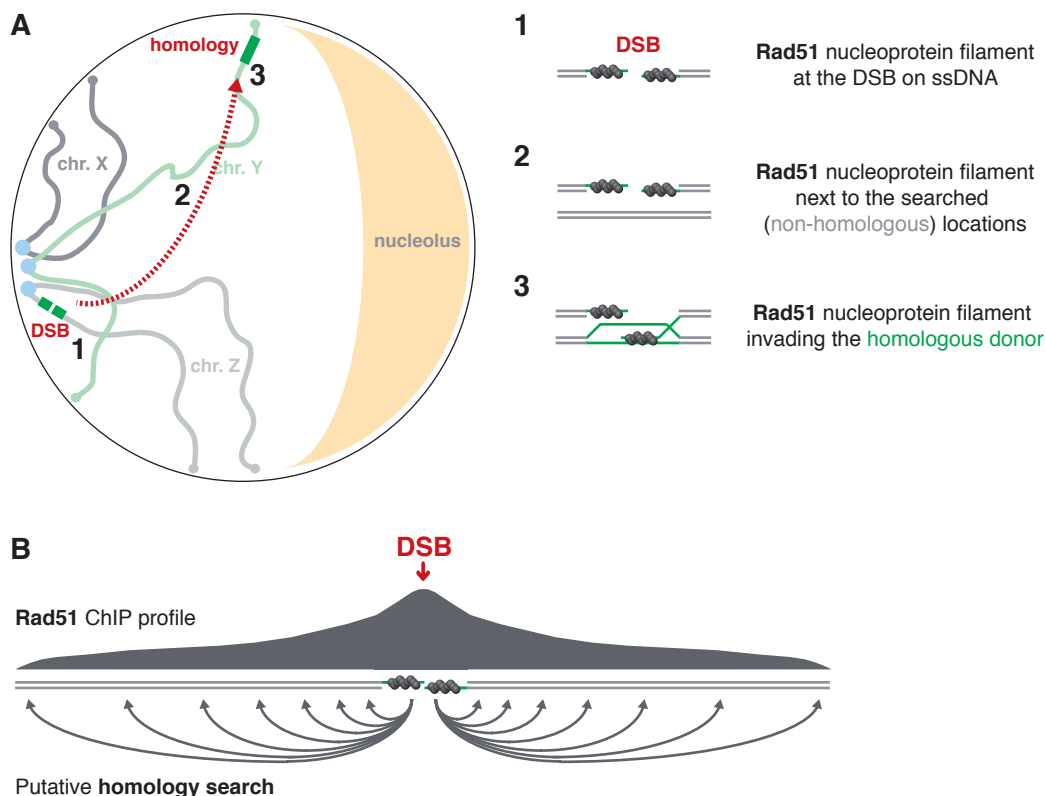 A
homology
3
chr. X
chr. Y
2
nucleolus
DSB
1
chr. Z
1
DSB
Rad51 nucleoprotein filament
at the DSB on ssDNA
2
Rad51 nucleoprotein filament
next to the searched
(non-homologous) locations
3
Rad51 nucleoprotein filament
invading the homologous donor
B
DSB
Rad51 ChIP profile
Putative homology search